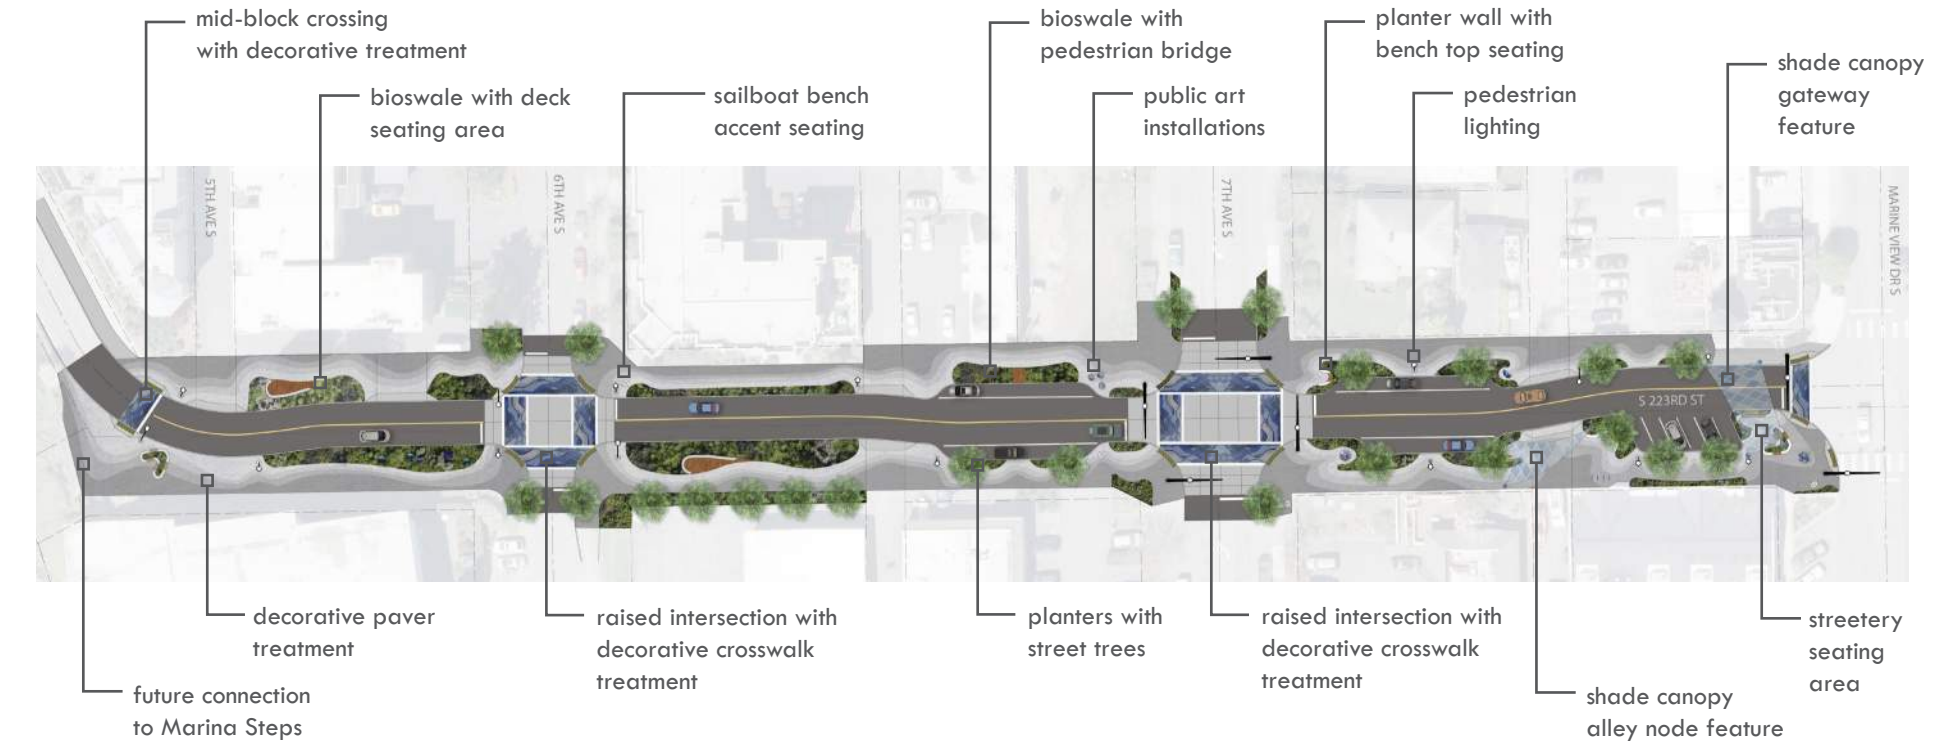 mid-block crossing
with decorative treatment
bioswale with deck
seating area
sailboat bench
accent seating
bioswale with
pedestrian bridge
public art
installations
planter wall with
bench top seating
pedestrian
lighting
shade canopy
gateway
feature
5TH AVE S
6TH AVE S
7TH AVE S
MARINE VIEW DR S
S 223RD ST
future connection
to Marina Steps
decorative paver
treatment
raised intersection with
decorative crosswalk
treatment
planters with
street trees
raised intersection with
decorative crosswalk
treatment
shade canopy
alley node feature
streetery
seating
area